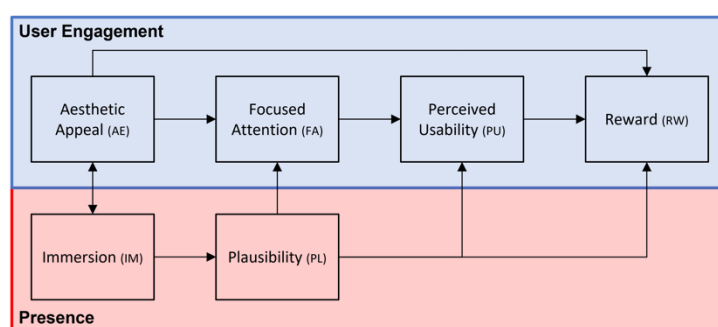 User Engagement
Aesthetic
Appeal (AE)
Focused
Attention (FA)
Perceived
Usability (PU)
Reward (RW)
Immersion (IM)
Plausibility (PL)
Presence